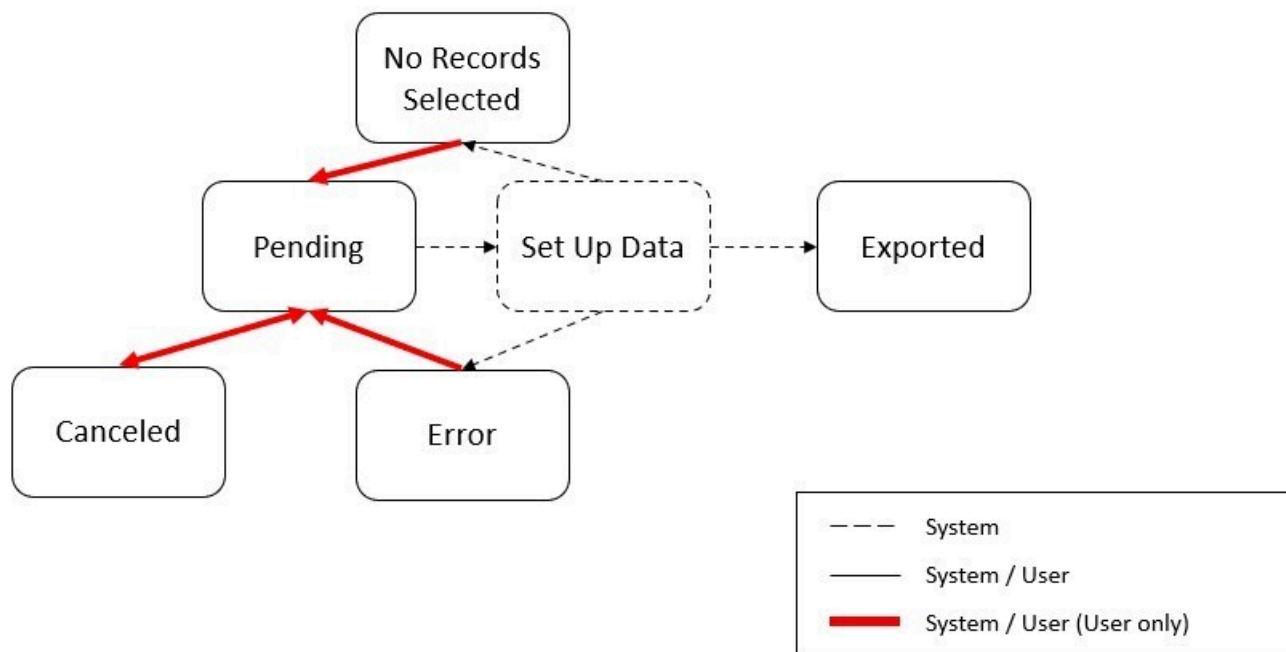 No Records
Selected
Pending
Set Up Data
Exported
Canceled
Error
System
System / User
System / User (User only)